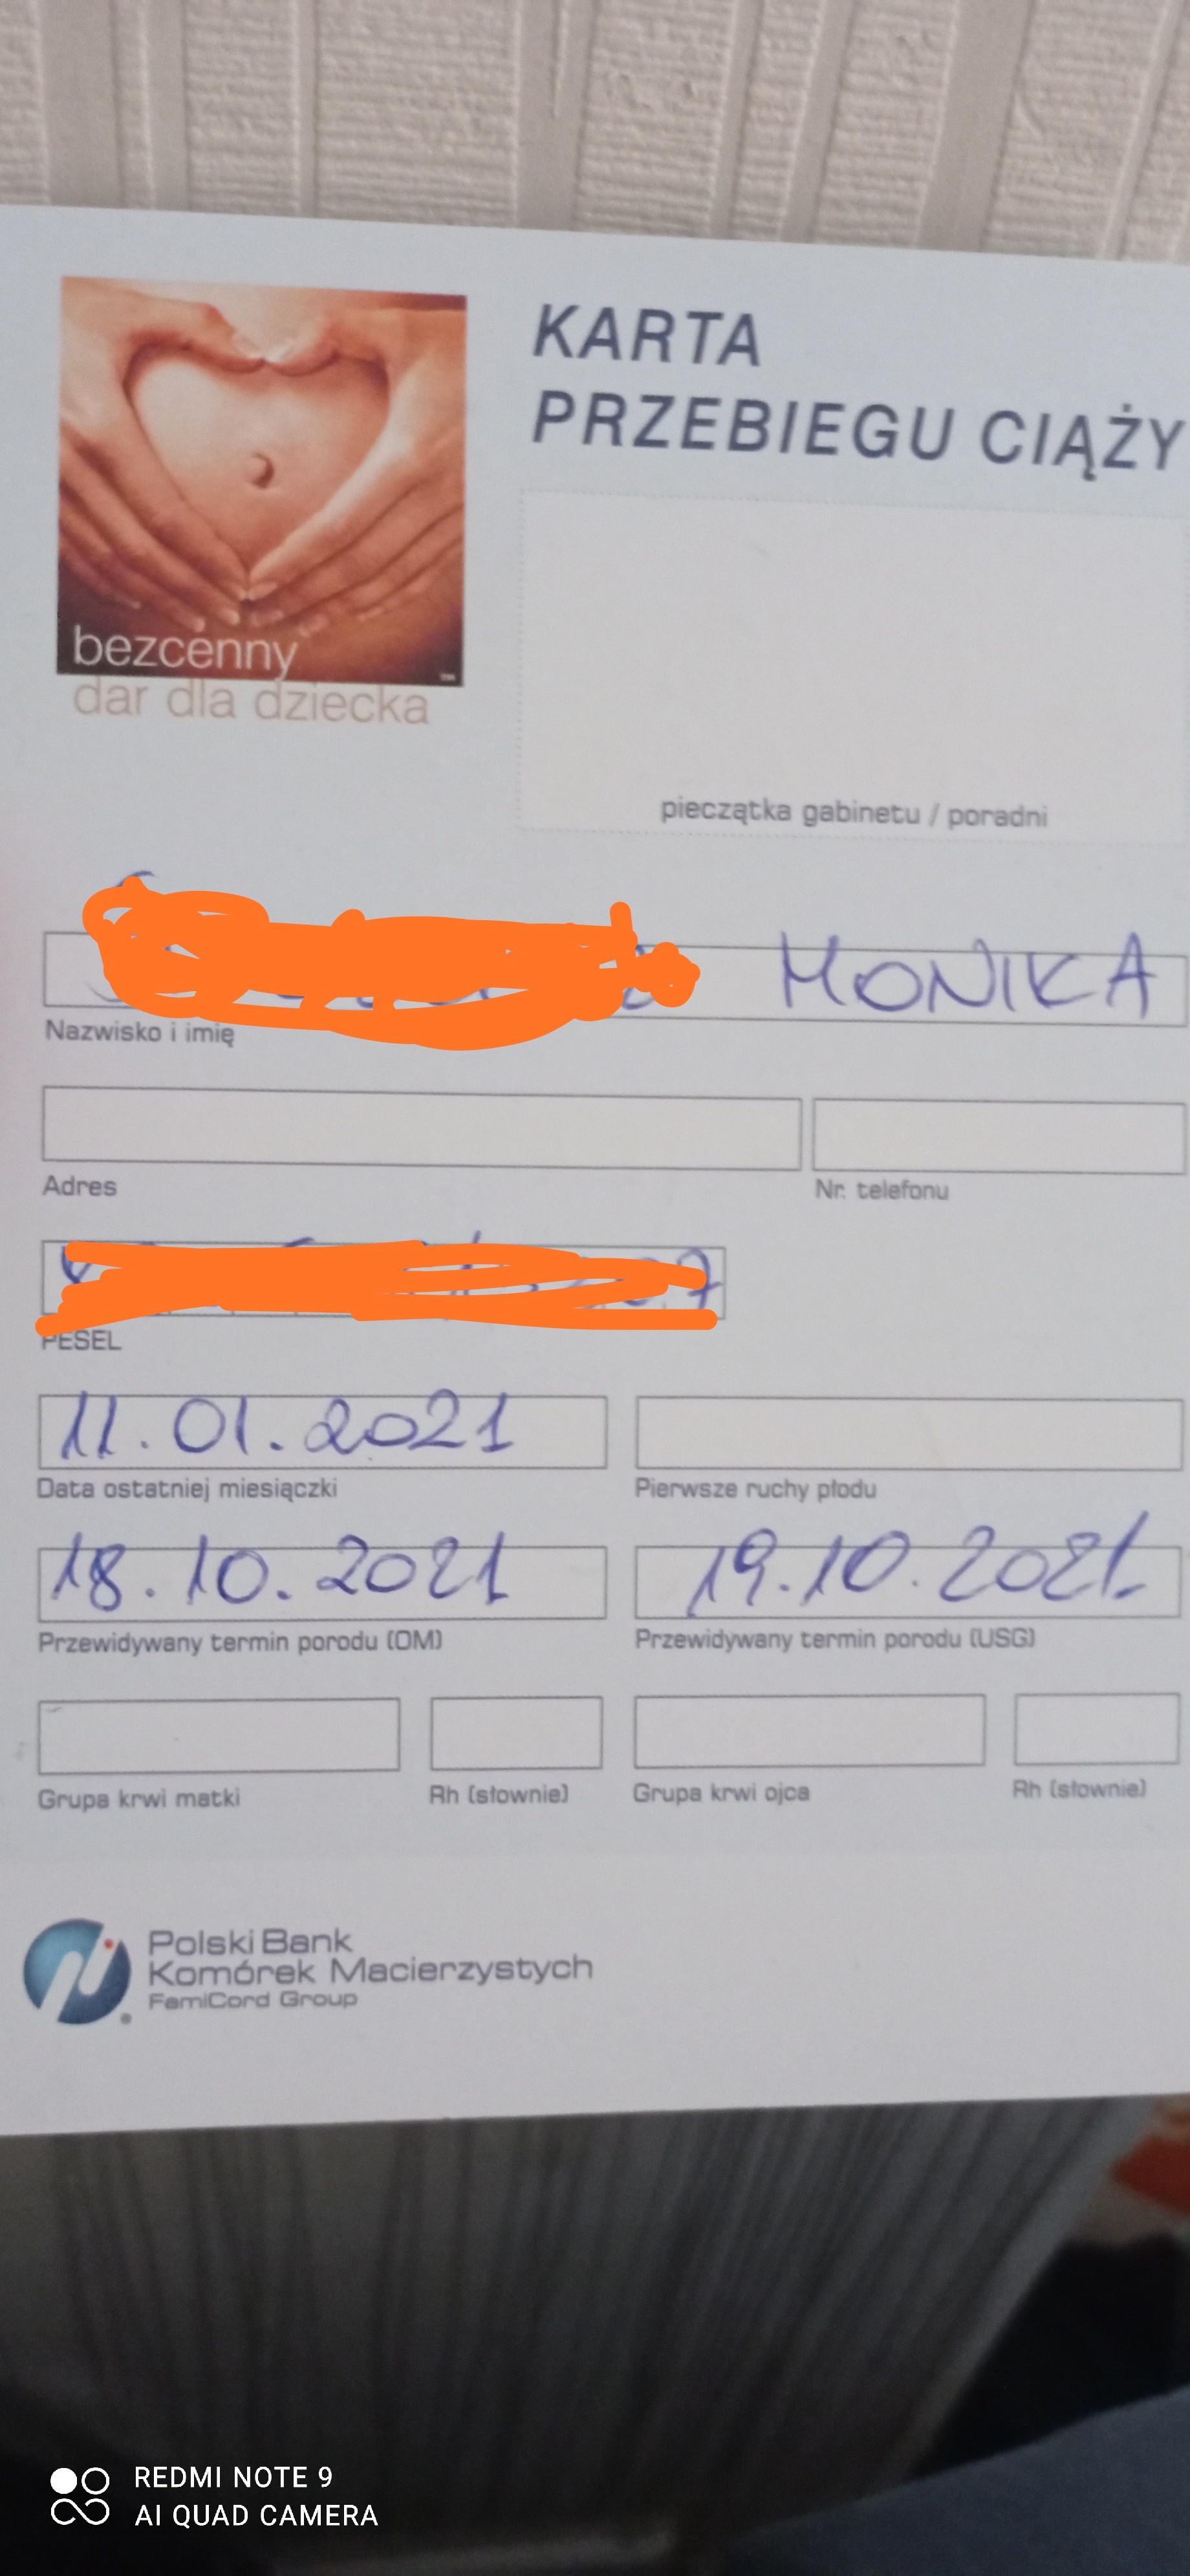 KARTA
PRZEBIEGU CIĄŻY
bezcenny
dar dla dziecka
pieczątka gabinetu / poradni
MONIKA
Nazwisko i imię
Adres Nr. telefonu
PESEL
11.01.2021
Data ostatniej miesiączki Pierwsze ruchy płodu
18.10.2021 19.10.2021.
Przewidywany termin porodu (OM) Przewidywany termin porodu (USG)
Grupa krwi matki Rh (słownie) Grupa krwi ojca Rh (słownie)
Polski Bank
Komórek Macierzystych
FamiCord Group
REDMI NOTE 9
AI QUAD CAMERA